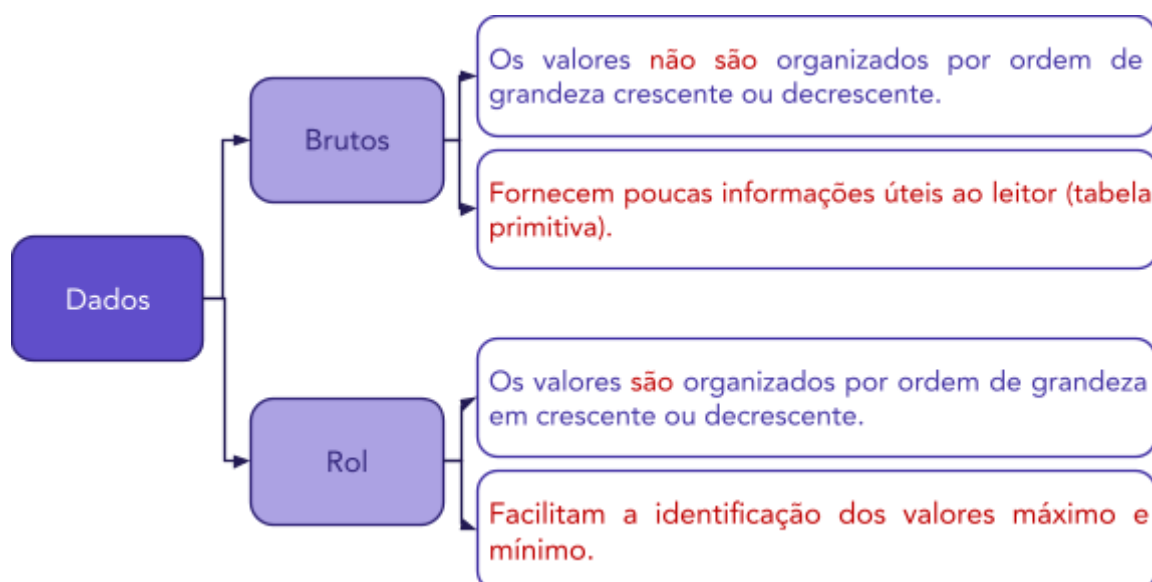 Os valores não são organizados por ordem de
grandeza crescente ou decrescente.
Brutos
Fornecem poucas informações úteis ao leitor (tabela
primitiva).
Dados
Os valores são organizados por ordem de grandeza
em crescente ou decrescente.
Rol
Facilitam a identificação dos valores máximo e
mínimo.